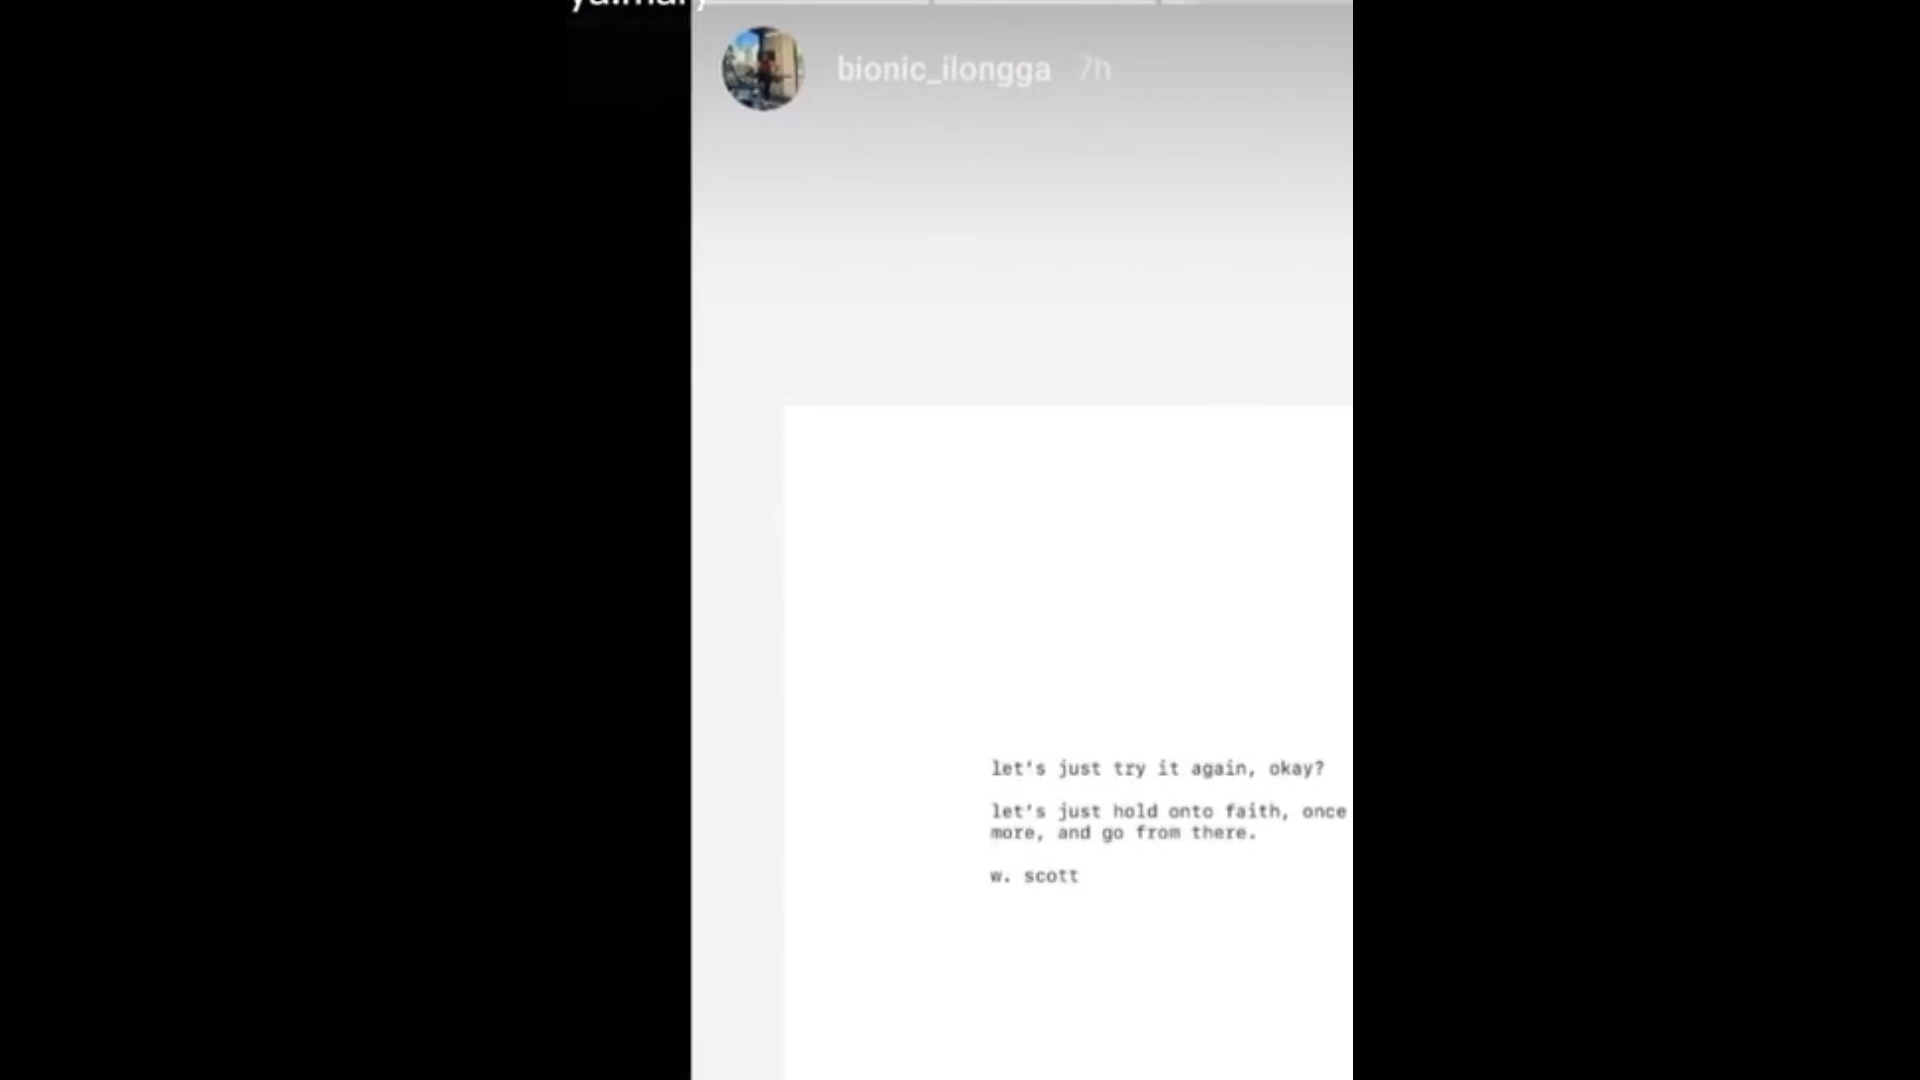 bionic_ilongga 7h
let's just try it again, okay?
let's just hold onto faith, once
more, and go from there.
w. scott